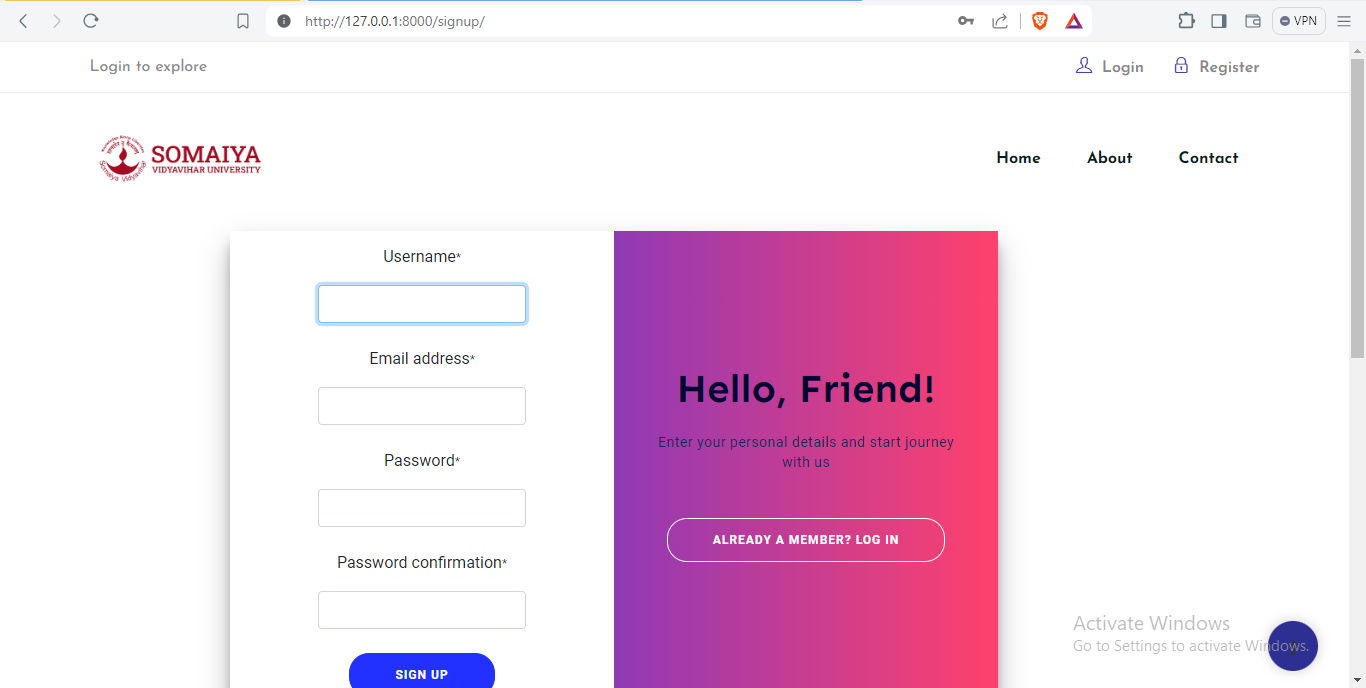 http://127.0.0.1:8000/signup/
VPN
Login to explore
Login
Register
SOMAIYA
VIDYAVIHAR UNIVERSITY
Home
About
Contact
Username*
Email address*
Password*
Password confirmation*
SIGN UP
Hello, Friend!
Enter your personal details and start journey
with us
ALREADY A MEMBER? LOG IN
Activate Windows
Go to Settings to activate Windows.